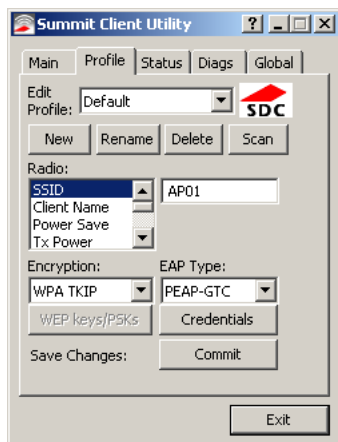 Summit Client Utility
Main Profile Status Diags Global
Edit
Profile: Default
SDC
New Rename Delete Scan
Radio:
SSID AP01
Client Name
Power Save
Tx Power
Encryption: EAP Type:
WPA TKIP PEAP-GTC
WEP keys/PSKs Credentials
Save Changes: Commit
Exit